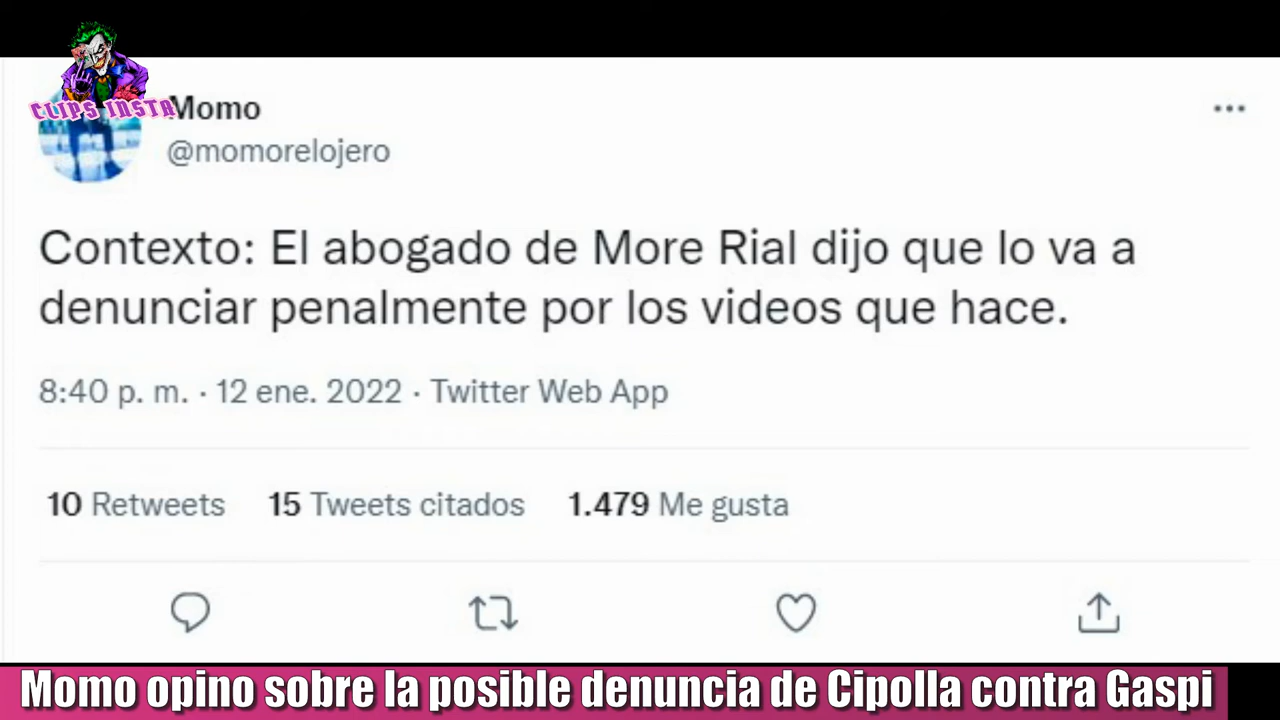 CLIPS INSTA
Momo
@momorelojero
Contexto: El abogado de More Rial dijo que lo va a
denunciar penalmente por los videos que hace.
8:40 p. m. · 12 ene. 2022 · Twitter Web App
10 Retweets 15 Tweets citados 1.479 Me gusta
Momo opino sobre la posible denuncia de Cipolla contra Gaspi